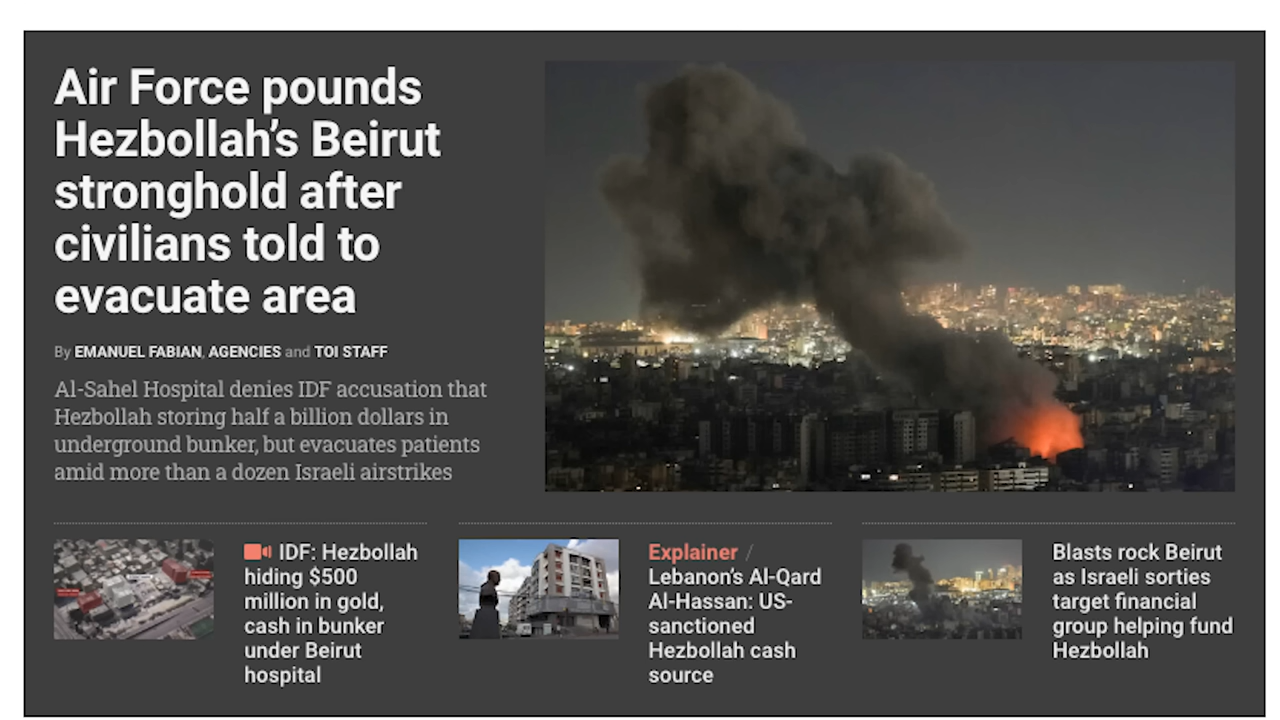 Air Force pounds
Hezbollah’s Beirut
stronghold after
civilians told to
evacuate area
By EMANUEL FABIAN, AGENCIES and TOI STAFF
Al-Sahel Hospital denies IDF accusation that
Hezbollah storing half a billion dollars in
underground bunker, but evacuates patients
amid more than a dozen Israeli airstrikes
IDF: Hezbollah
hiding $500
million in gold,
cash in bunker
under Beirut
hospital
Explainer /
Lebanon’s Al-Qard
Al-Hassan: US-
sanctioned
Hezbollah cash
source
Blasts rock Beirut
as Israeli sorties
target financial
group helping fund
Hezbollah